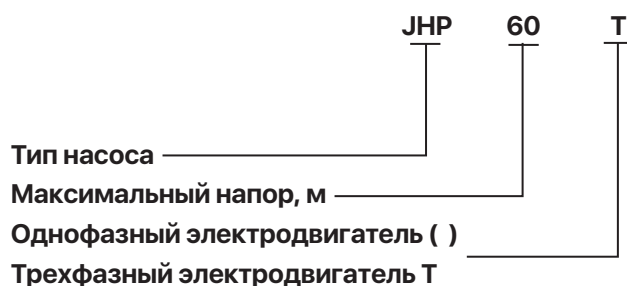 JHP 60 T
Тип насоса
Максимальный напор, м
Однофазный электродвигатель ( )
Трехфазный электродвигатель Т